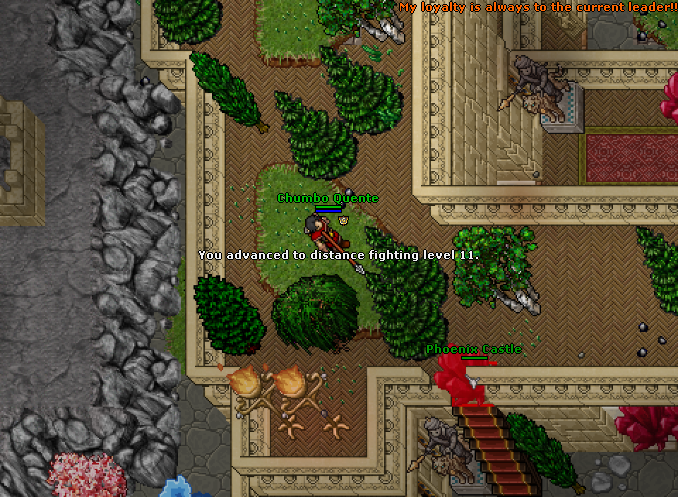 My loyalty is always to the current leader!!
Chumbo Quente
You advanced to distance fighting level 11.
Phoenix Castle